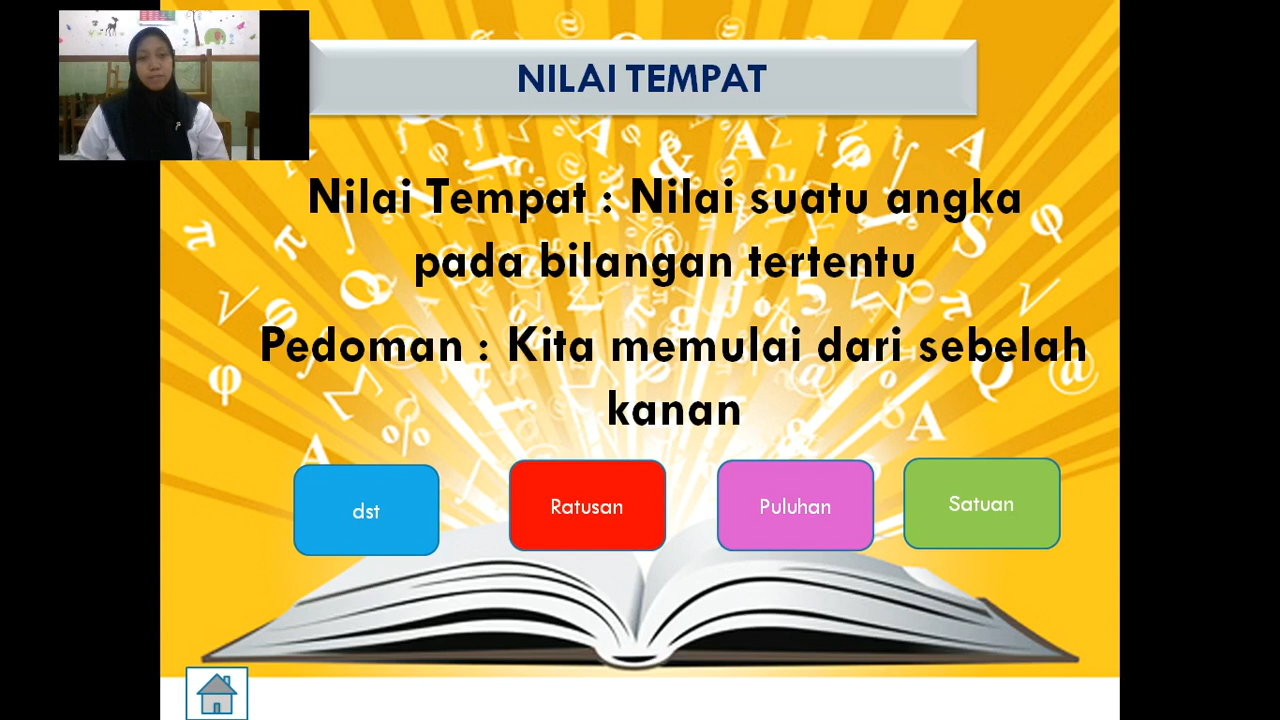 NILAI TEMPAT
Nilai Tempat : Nilai suatu angka
pada bilangan tertentu
Pedoman : Kita memulai dari sebelah
kanan
dst
Ratusan
Puluhan
Satuan